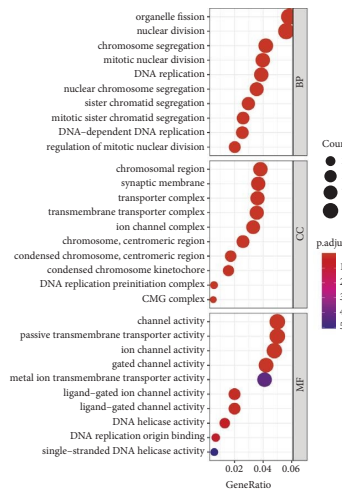 organelle fission
nuclear division
chromosome segregation
mitotic nuclear division
DNA replication
nuclear chromosome segregation
sister chromatid segregation
mitotic sister chromatid segregation
DNA–dependent DNA replication
regulation of mitotic nuclear division
BP
chromosomal region
synaptic membrane
transporter complex
transmembrane transporter complex
ion channel complex
chromosome, centromeric region
condensed chromosome, centromeric region
condensed chromosome kinetochore
DNA replication preinitiation complex
CMG complex
CC
channel activity
passive transmembrane transporter activity
ion channel activity
gated channel activity
metal ion transmembrane transporter activity
ligand–gated ion channel activity
ligand–gated channel activity
DNA helicase activity
DNA replication origin binding
single–stranded DNA helicase activity
MF
0.02 0.04 0.06
GeneRatio
Coun
p.adju